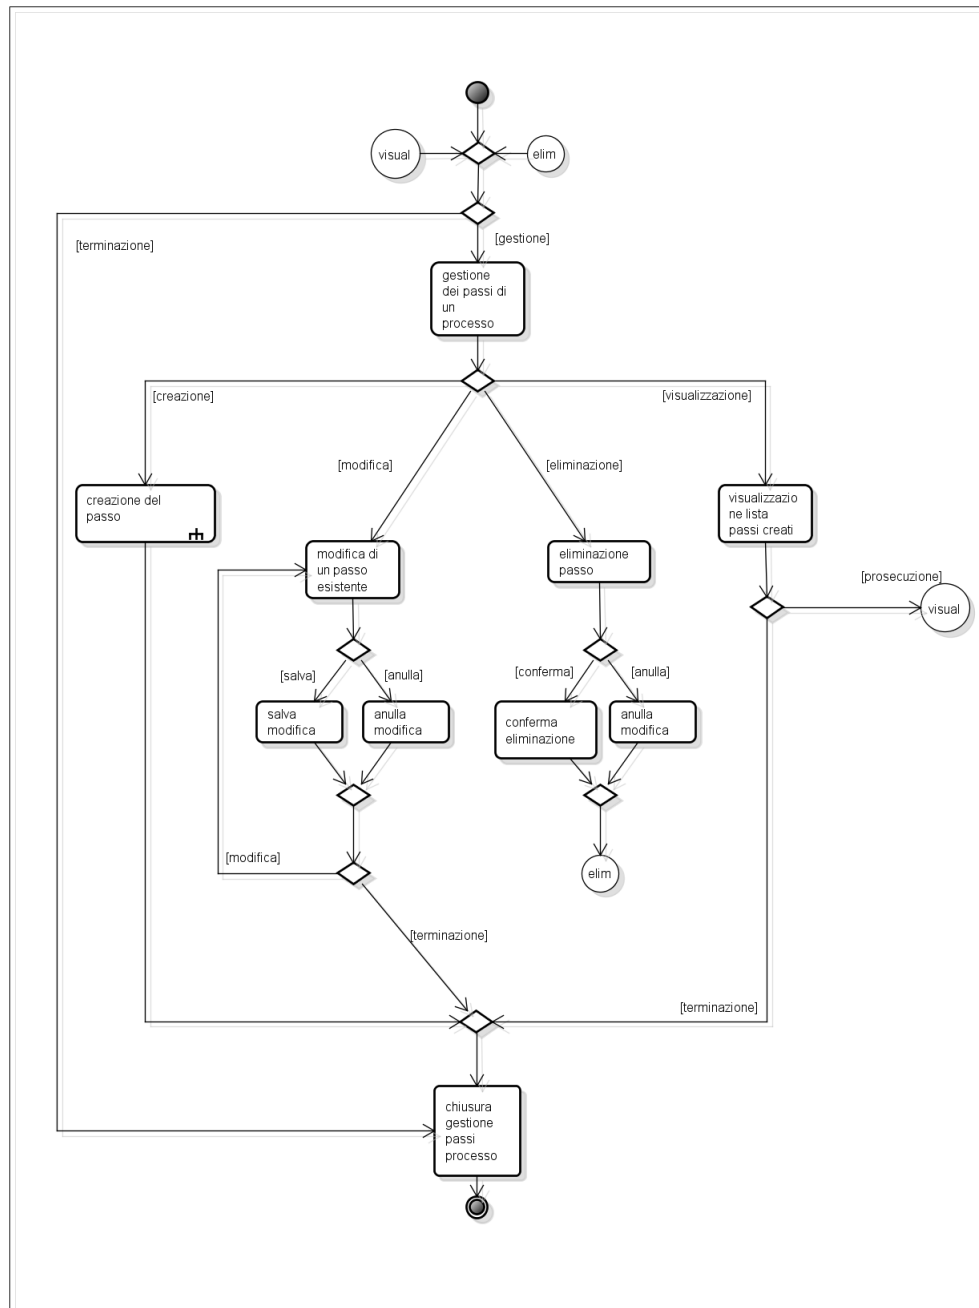 visual
elim
[terminazione]
[gestione]
gestione
dei passi di
un
processo
[creazione]
[visualizzazione]
[modifica]
[eliminazione]
creazione del
passo
visualizzazio
ne lista
passi creati
modifica di
un passo
esistente
eliminazione
passo
[prosecuzione]
visual
[salva]
[anulla]
[conferma]
[anulla]
salva
modifica
anulla
modifica
conferma
eliminazione
anulla
modifica
[modifica]
elim
[terminazione]
[terminazione]
chiusura
gestione
passi
processo